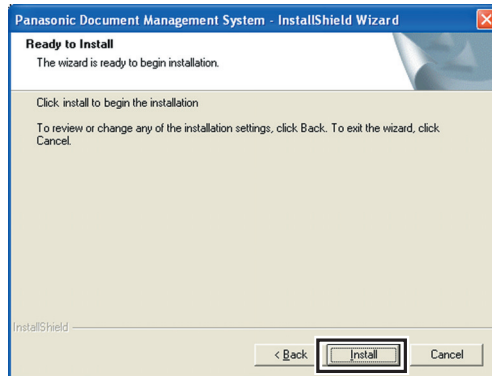 Panasonic Document Management System - InstallShield Wizard
Ready to Install
The wizard is ready to begin installation.
Click install to begin the installation
To review or change any of the installation settings, click Back. To exit the wizard, click
Cancel.
InstallShield
< Back Install Cancel